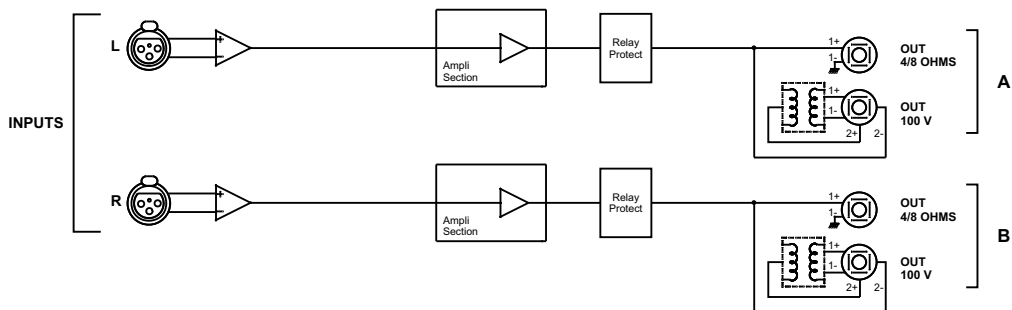 INPUTS
L
+
−
Ampli
Section
Relay
Protect
1+
1-
OUT
4/8 OHMS
1+
1-
2+
2-
OUT
100 V
A
R
+
−
Ampli
Section
Relay
Protect
1+
1-
OUT
4/8 OHMS
1+
1-
2+
2-
OUT
100 V
B